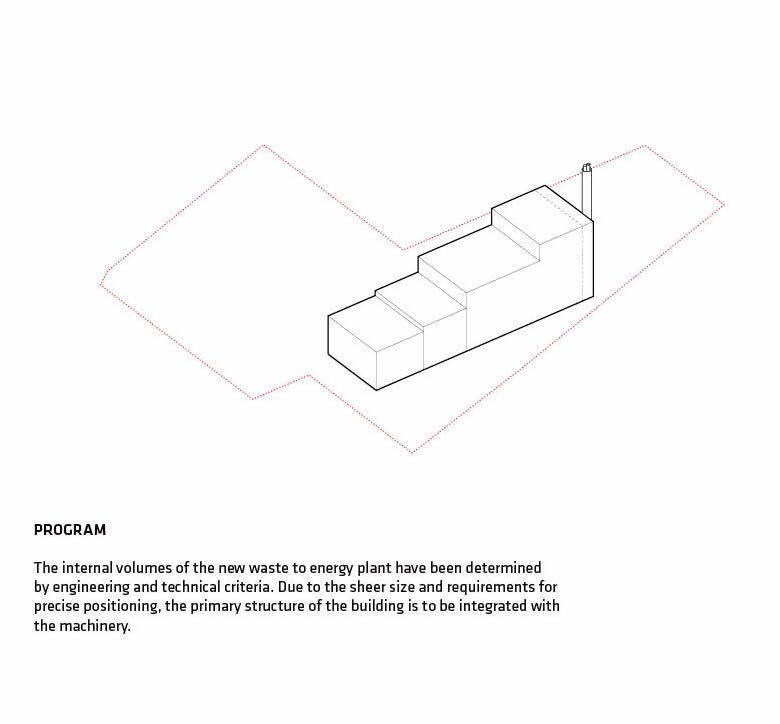 PROGRAM
The internal volumes of the new waste to energy plant have been determined
by engineering and technical criteria. Due to the sheer size and requirements for
precise positioning, the primary structure of the building is to be integrated with
the machinery.